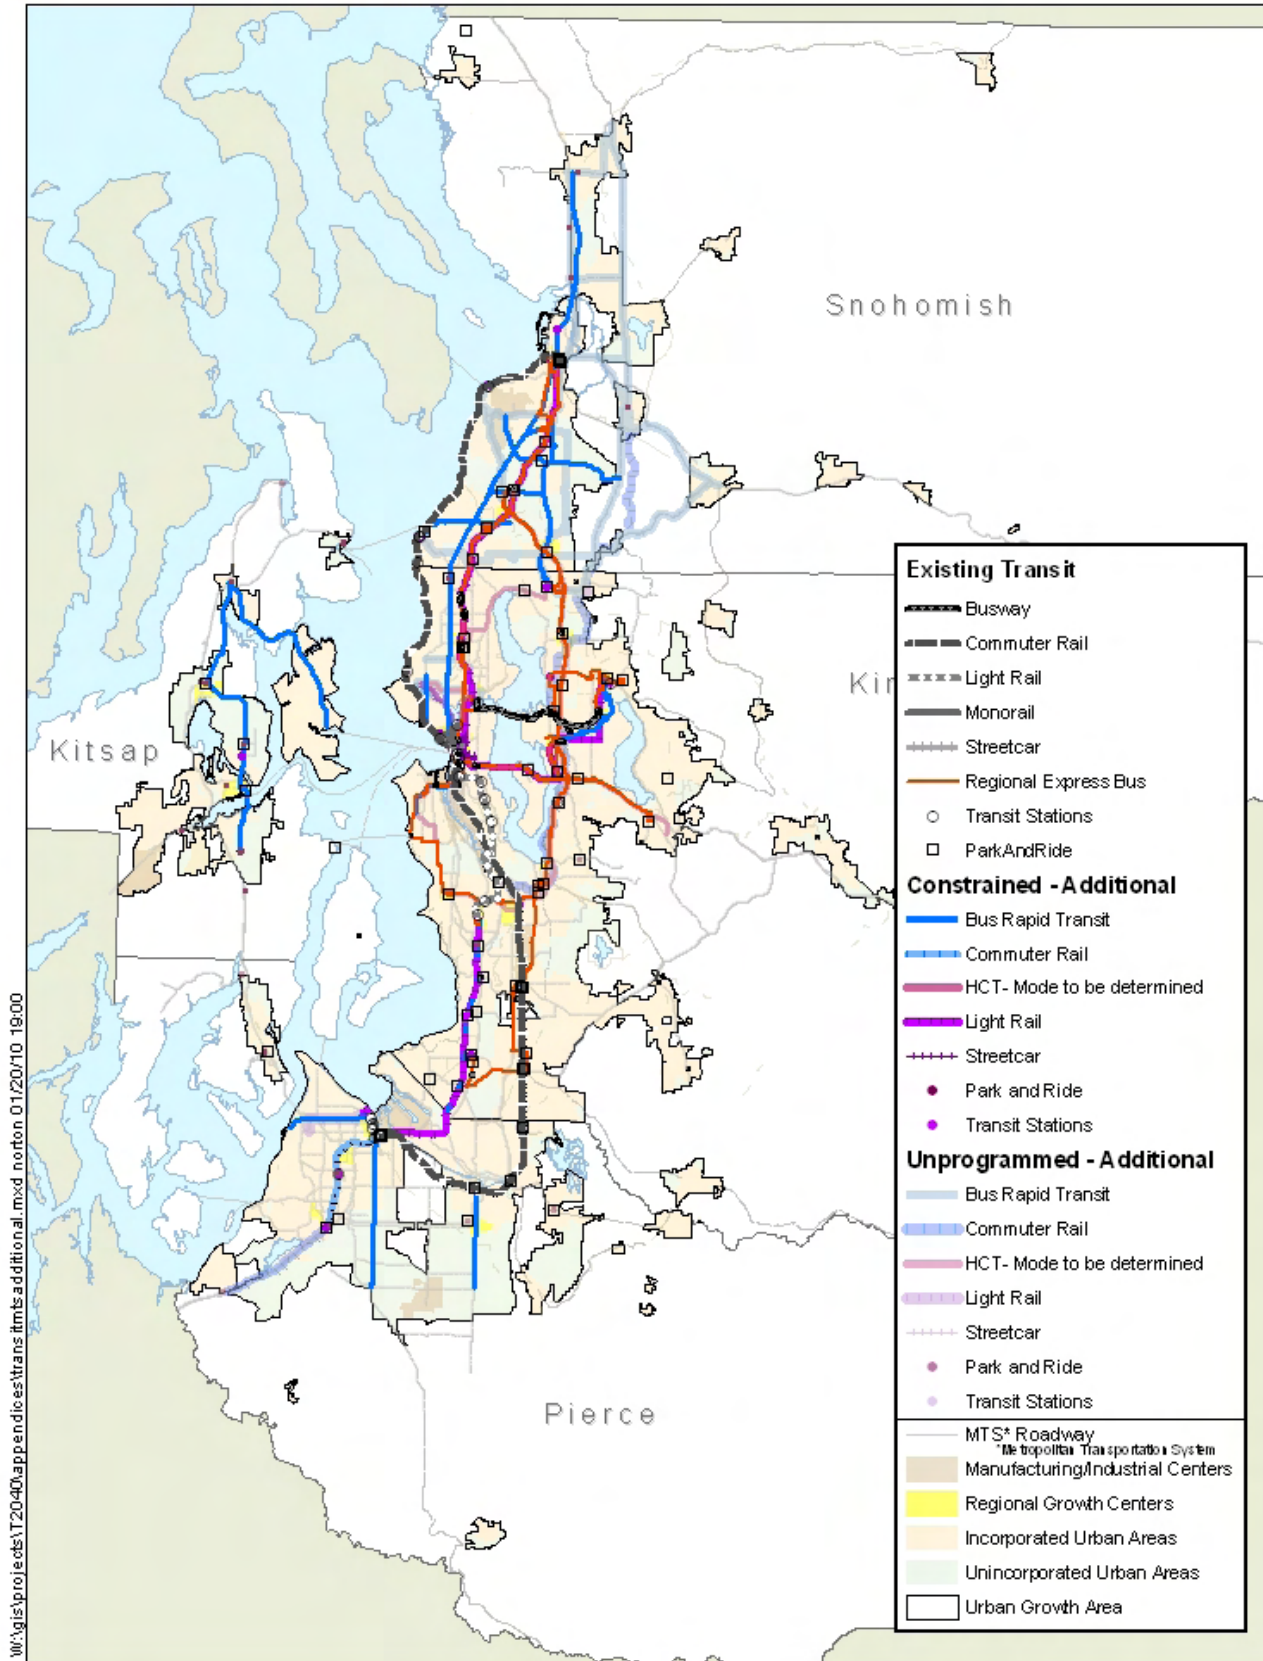 Snohomish
Kitsap
Kin
Pierce
Existing Transit
Busway
Commuter Rail
Light Rail
Monorail
Streetcar
Regional Express Bus
Transit Stations
ParkAndRide
Constrained - Additional
Bus Rapid Transit
Commuter Rail
HCT- Mode to be determined
Light Rail
Streetcar
Park and Ride
Transit Stations
Unprogrammed - Additional
Bus Rapid Transit
Commuter Rail
HCT- Mode to be determined
Light Rail
Streetcar
Park and Ride
Transit Stations
MTS* Roadway
*Metropolitan Transportation System
Manufacturing/Industrial Centers
Regional Growth Centers
Incorporated Urban Areas
Unincorporated Urban Areas
Urban Growth Area
W:\gis\projects\T2040\appendices\transitmtsadditional.mxd norton 01/20/10 19:00